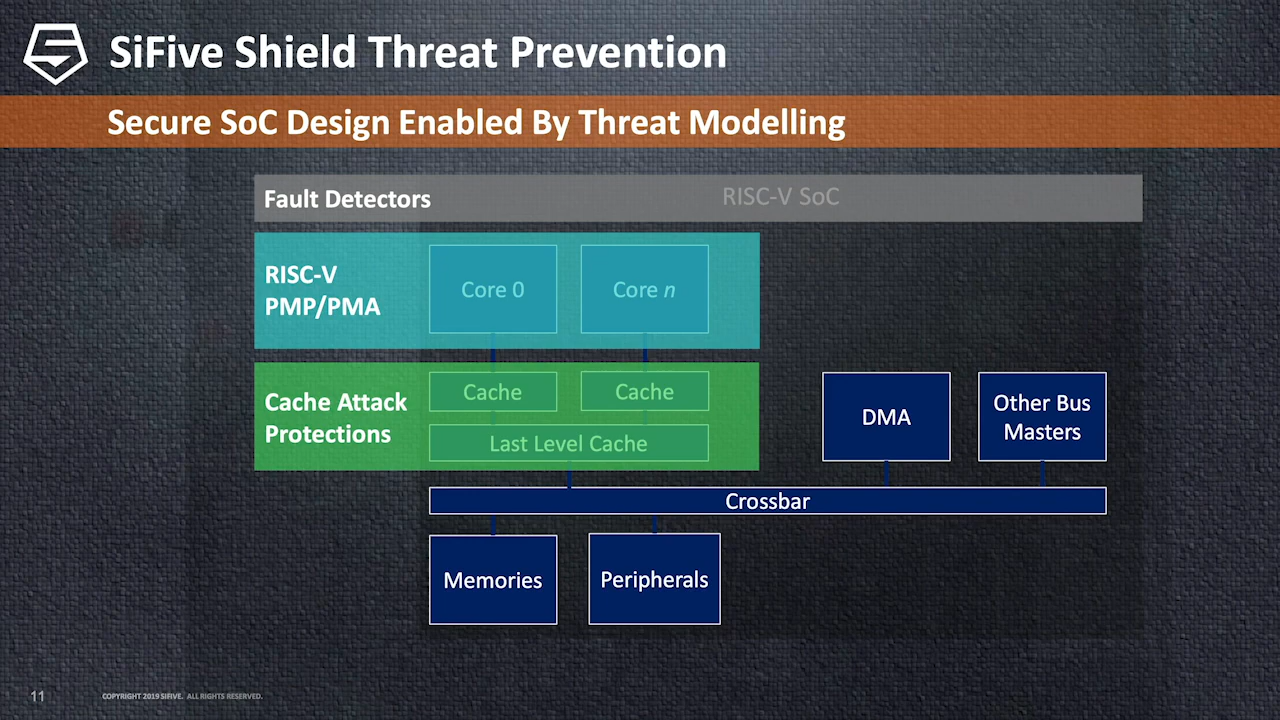 SiFive Shield Threat Prevention
Secure SoC Design Enabled By Threat Modelling
Fault Detectors
RISC-V SoC
RISC-V
PMP/PMA
Core 0
Core n
Cache Attack
Protections
Cache
Cache
Last Level Cache
DMA
Other Bus
Masters
Crossbar
Memories
Peripherals
11
COPYRIGHT 2019 SIFIVE. ALL RIGHTS RESERVED.